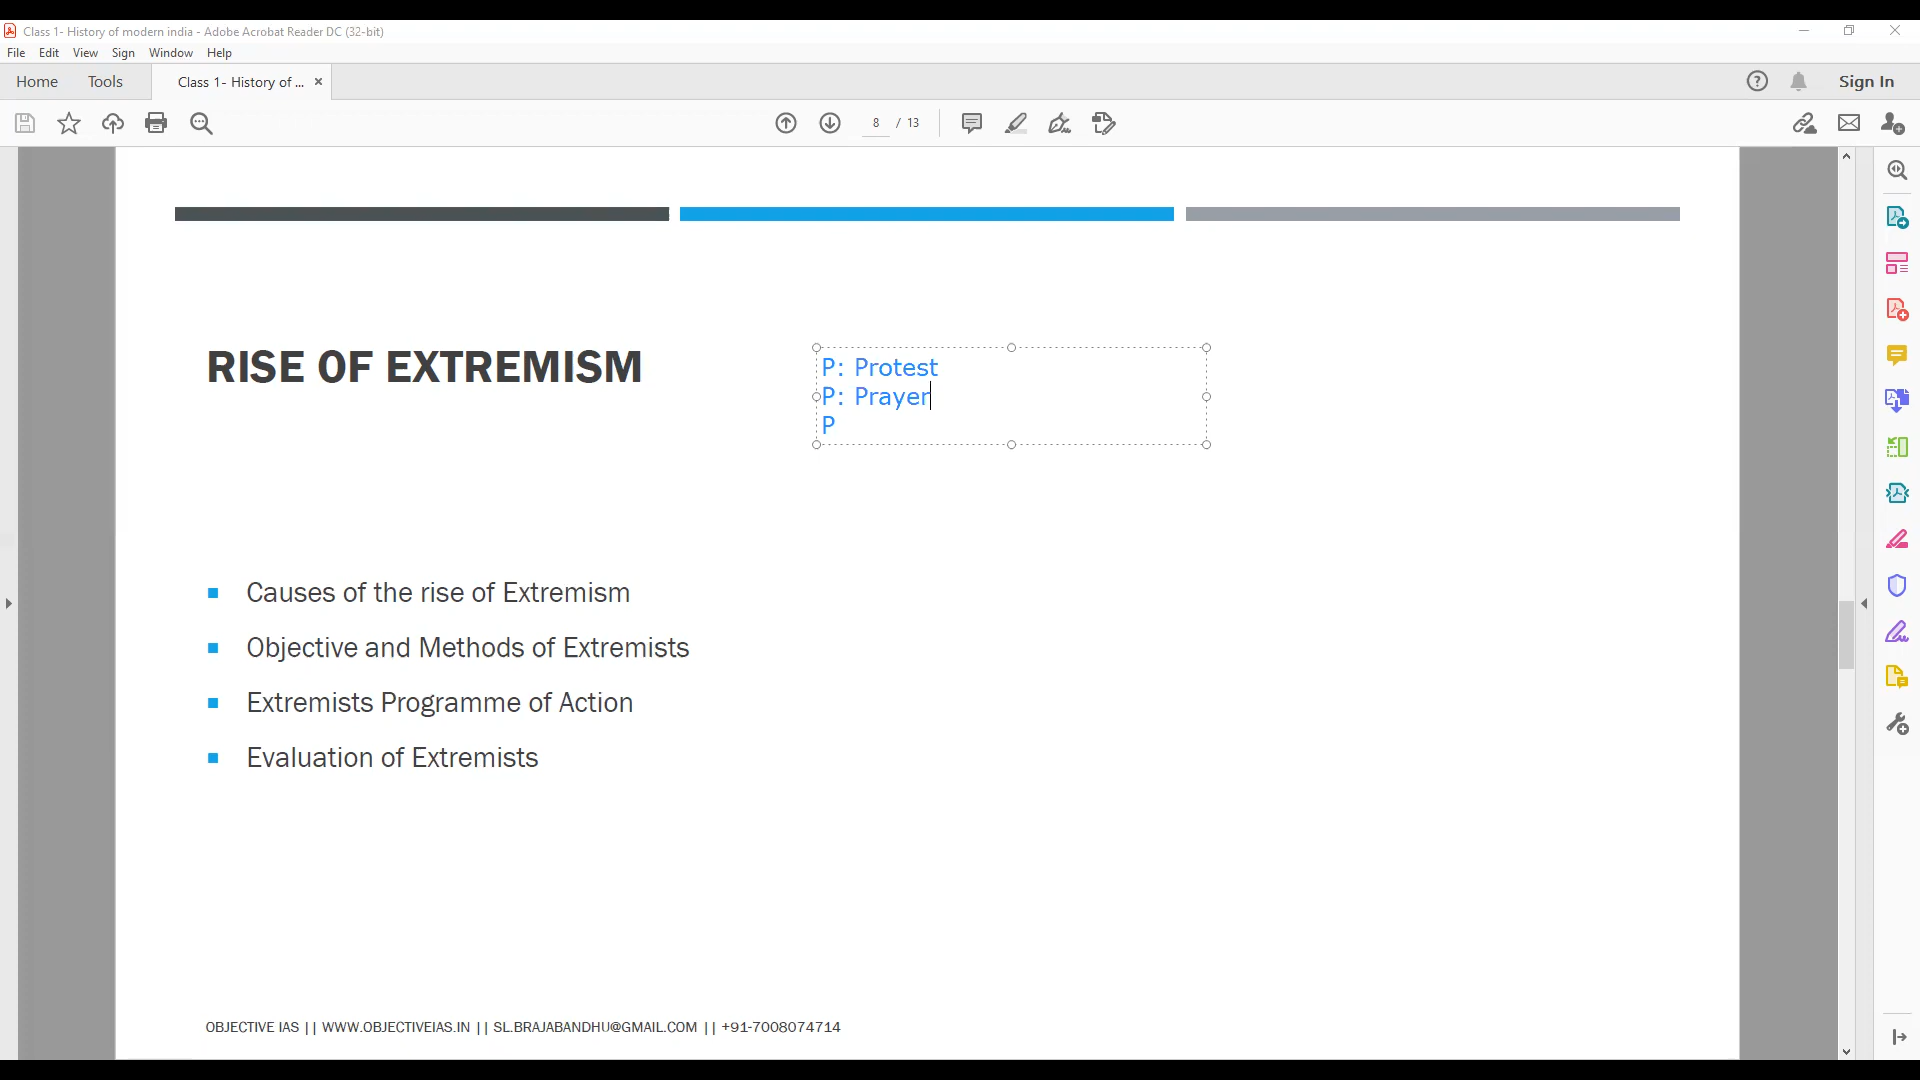 Class 1- History of modern india - Adobe Acrobat Reader DC (32-bit)
File Edit View Sign Window Help
Home Tools Class 1- History of ... × Sign In
8 / 13
RISE OF EXTREMISM
P: Protest
P: Prayer
P
Causes of the rise of Extremism
Objective and Methods of Extremists
Extremists Programme of Action
Evaluation of Extremists
OBJECTIVE IAS || WWW.OBJECTIVEIAS.IN || SL.BRAJABANDHU@GMAIL.COM || +91-7008074714